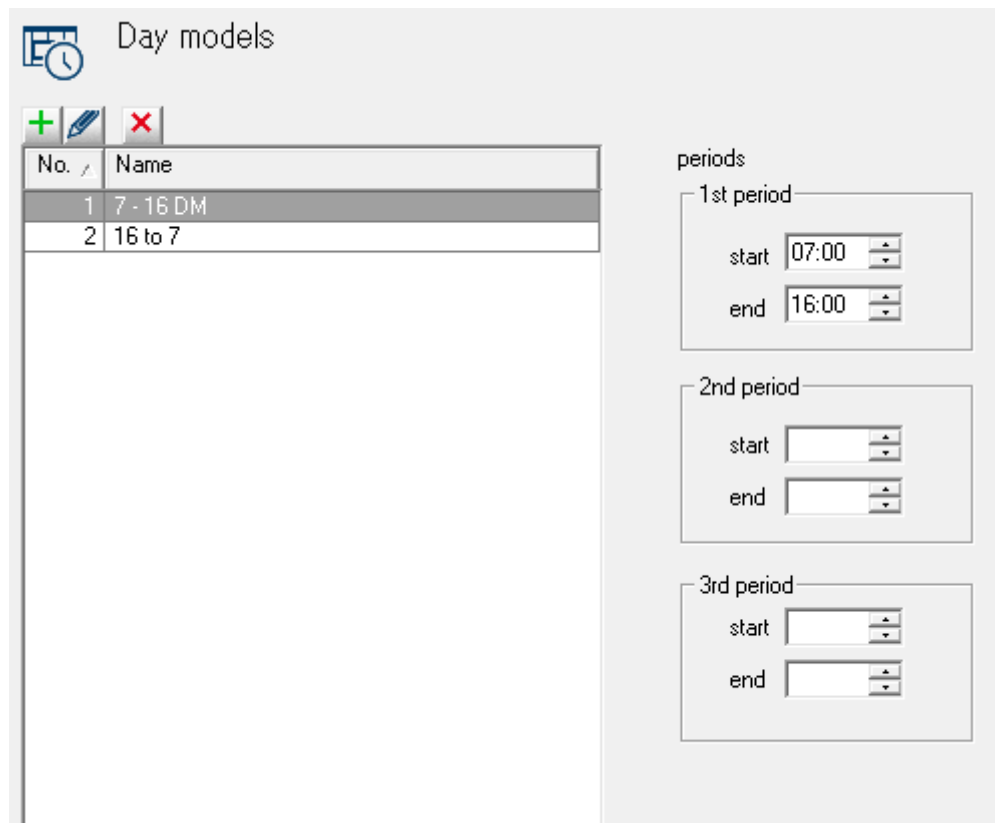 Day models
No. Name
1 7 - 16 DM
2 16 to 7
periods
1st period
start 07:00
end 16:00
2nd period
start
end
3rd period
start
end